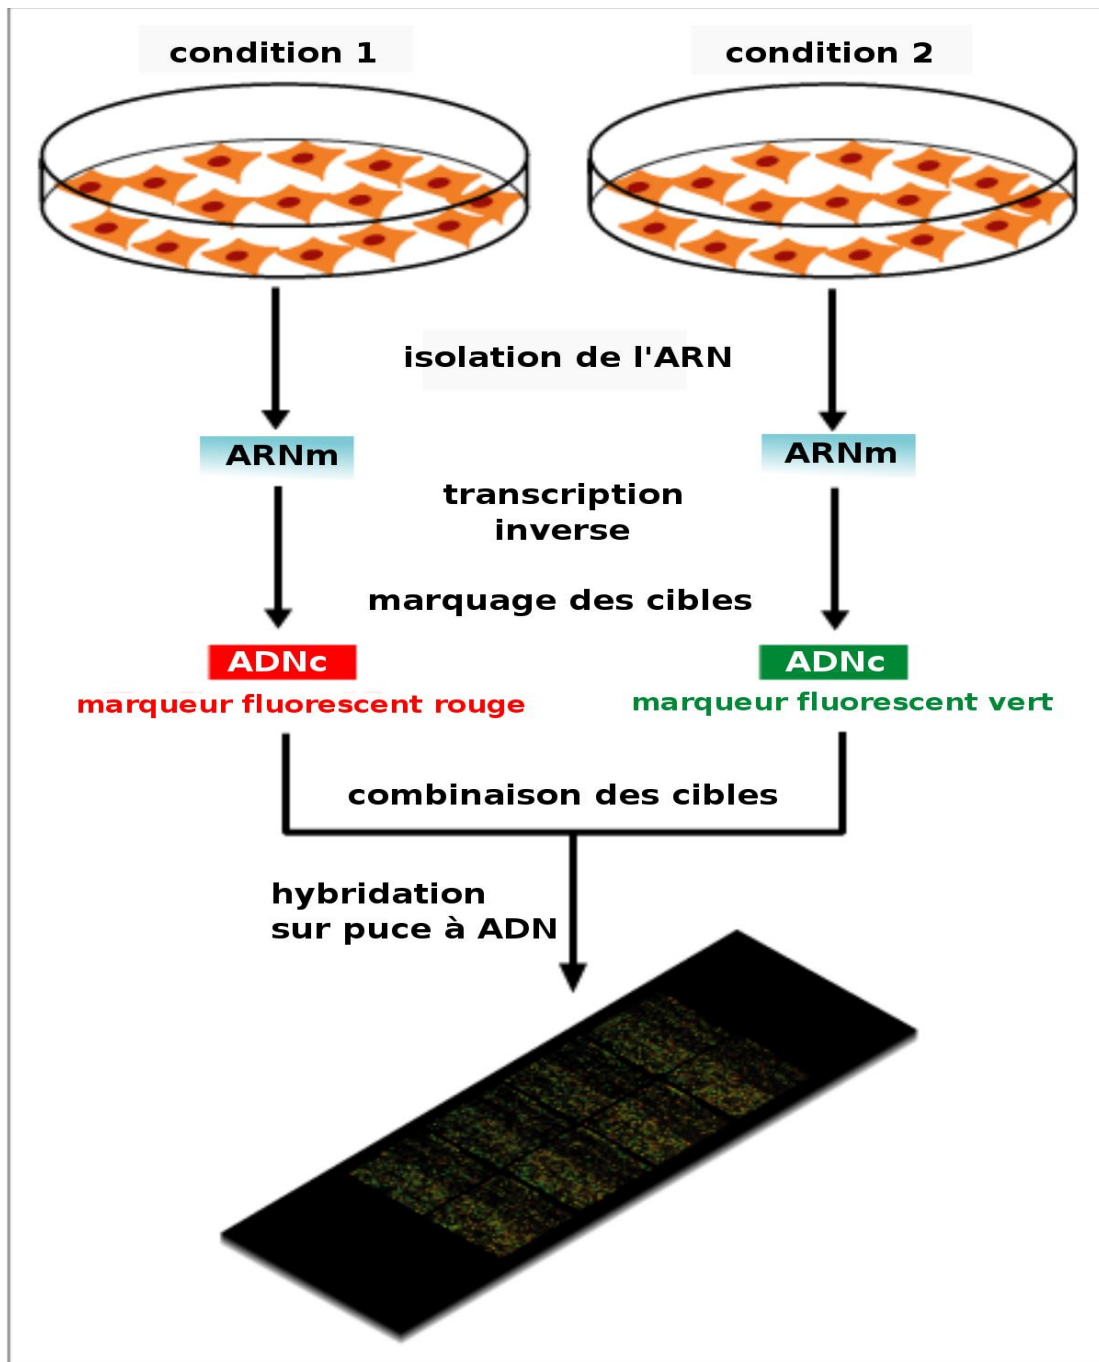 condition 1
condition 2
isolation de l'ARN
ARNm
ARNm
transcription
inverse
marquage des cibles
ADNc
ADNc
marqueur fluorescent rouge
marqueur fluorescent vert
combinaison des cibles
hybridation
sur puce à ADN